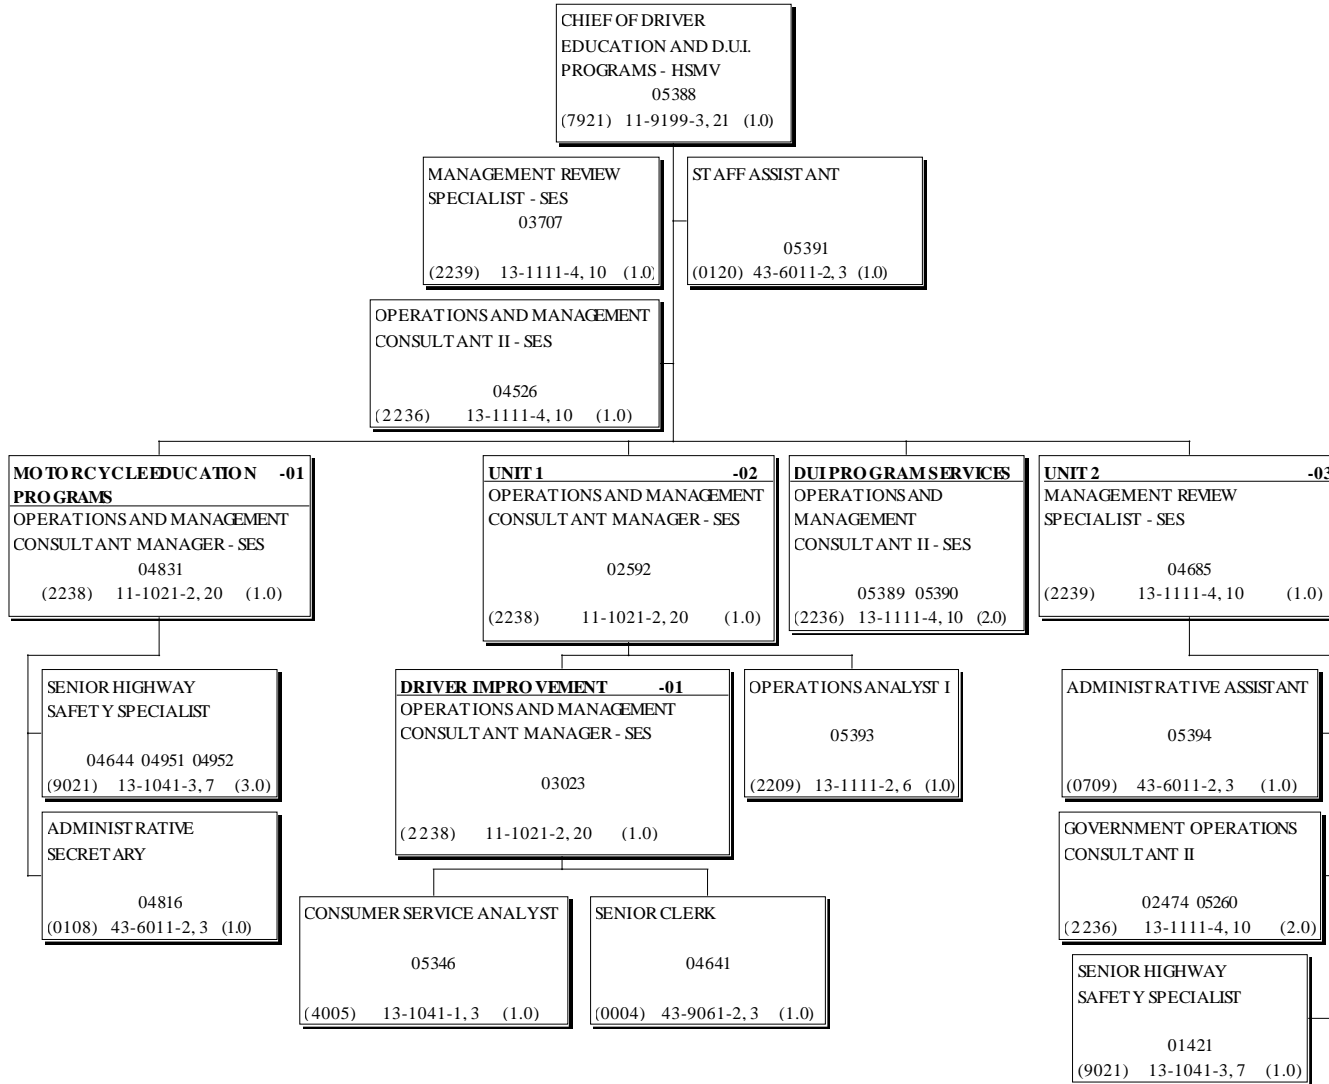 CHIEF OF DRIVER
EDUCATION AND D.U.I.
PROGRAMS - HSMV
05388
(7921) 11-9199-3, 21 (1.0)
MANAGEMENT REVIEW
SPECIALIST - SES
03707
(2239) 13-1111-4, 10 (1.0)
STAFF ASSISTANT
05391
(0120) 43-6011-2, 3 (1.0)
OPERATIONS AND MANAGEMENT
CONSULTANT II - SES
04526
(2236) 13-1111-4, 10 (1.0)
MOTORCYCLE EDUCATION -01
PROGRAMS
OPERATIONS AND MANAGEMENT
CONSULTANT MANAGER - SES
04831
(2238) 11-1021-2, 20 (1.0)
UNIT 1 -02
OPERATIONS AND MANAGEMENT
CONSULTANT MANAGER - SES
02592
(2238) 11-1021-2, 20 (1.0)
DUI PROGRAM SERVICES
OPERATIONS AND
MANAGEMENT
CONSULTANT II - SES
05389 05390
(2236) 13-1111-4, 10 (2.0)
UNIT 2 -03
MANAGEMENT REVIEW
SPECIALIST - SES
04685
(2239) 13-1111-4, 10 (1.0)
SENIOR HIGHWAY
SAFETY SPECIALIST
04644 04951 04952
(9021) 13-1041-3, 7 (3.0)
ADMINISTRATIVE
SECRETARY
04816
(0108) 43-6011-2, 3 (1.0)
DRIVER IMPROVEMENT -01
OPERATIONS AND MANAGEMENT
CONSULTANT MANAGER - SES
03023
(2238) 11-1021-2, 20 (1.0)
OPERATIONS ANALYST I
05393
(2209) 13-1111-2, 6 (1.0)
CONSUMER SERVICE ANALYST
05346
(4005) 13-1041-1, 3 (1.0)
SENIOR CLERK
04641
(0004) 43-9061-2, 3 (1.0)
ADMINISTRATIVE ASSISTANT
05394
(0709) 43-6011-2, 3 (1.0)
GOVERNMENT OPERATIONS
CONSULTANT II
02474 05260
(2236) 13-1111-4, 10 (2.0)
SENIOR HIGHWAY
SAFETY SPECIALIST
01421
(9021) 13-1041-3, 7 (1.0)